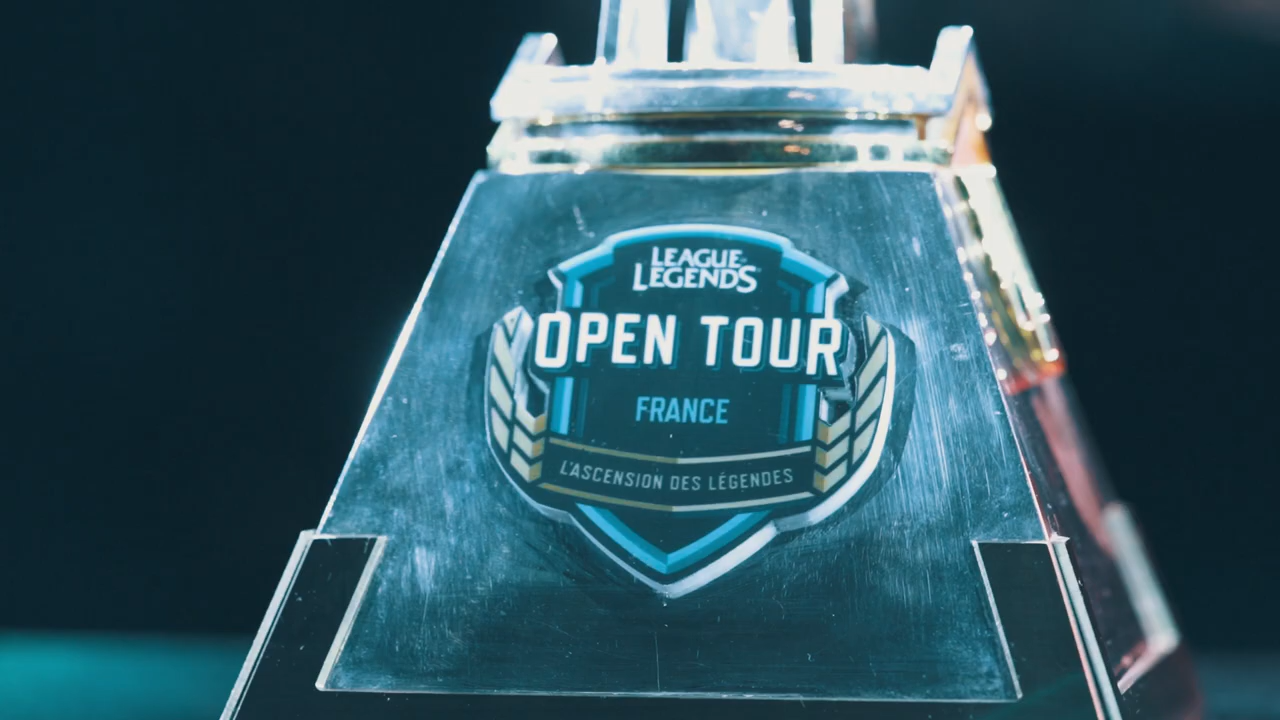 LEAGUE
LEGENDS
OPEN TOUR
FRANCE
L'ASCENSION DES LÉGENDES